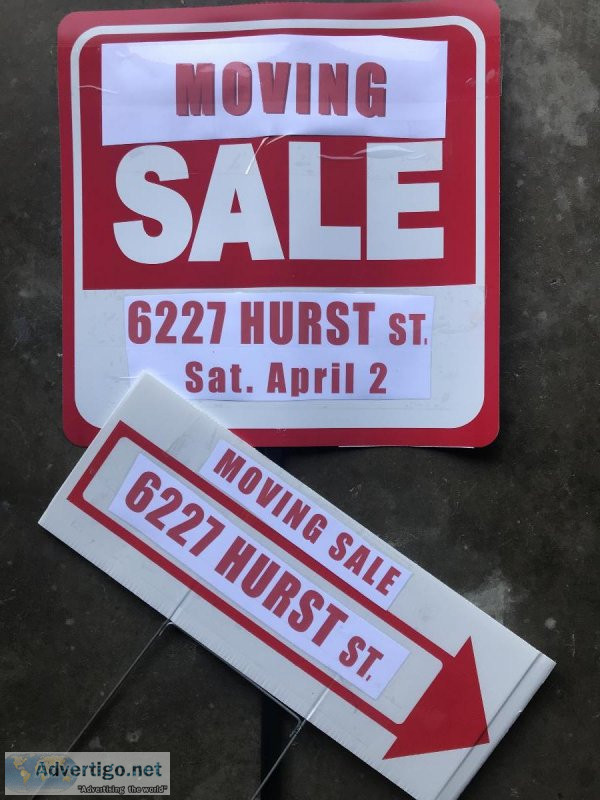 MOVING
SALE
6227 HURST ST.
Sat. April 2
MOVING SALE
6227 HURST ST.
Advertigo.net
"Advertising the world"